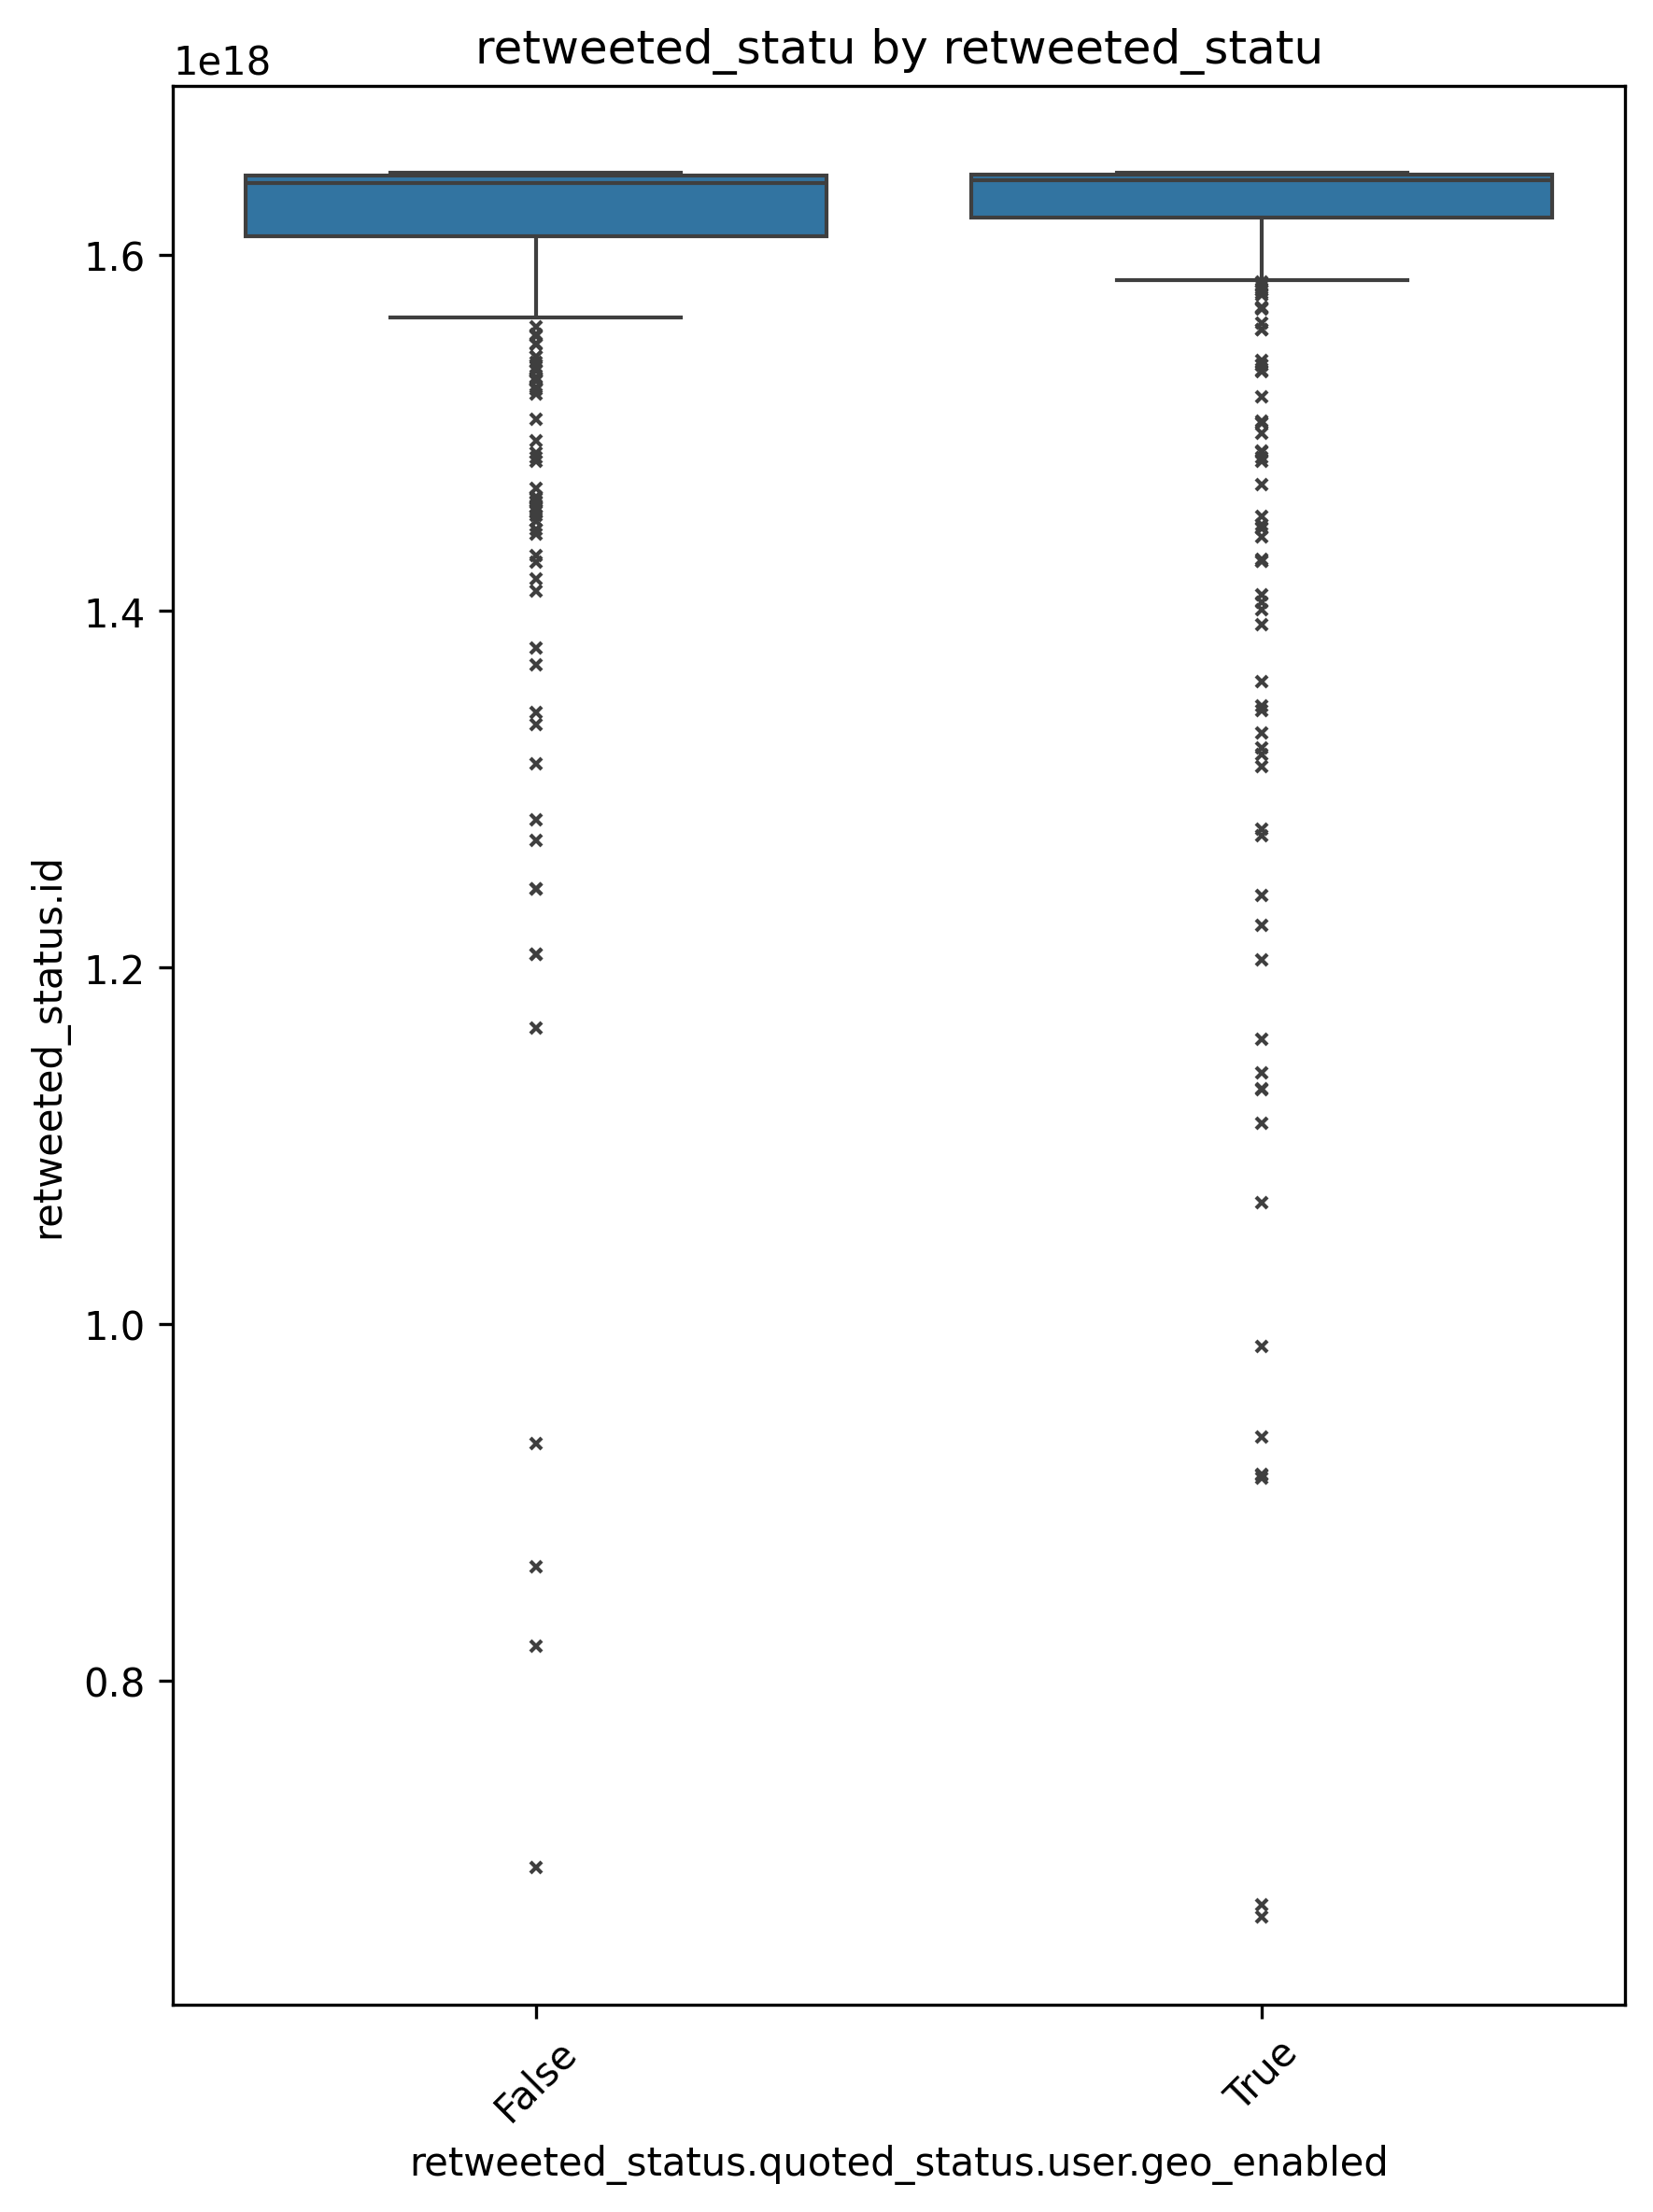 retweeted_statu by retweeted_statu
1e18
1.6
1.4
1.2
1.0
0.8
retweeted_status.id
False
True
retweeted_status.quoted_status.user.geo_enabled